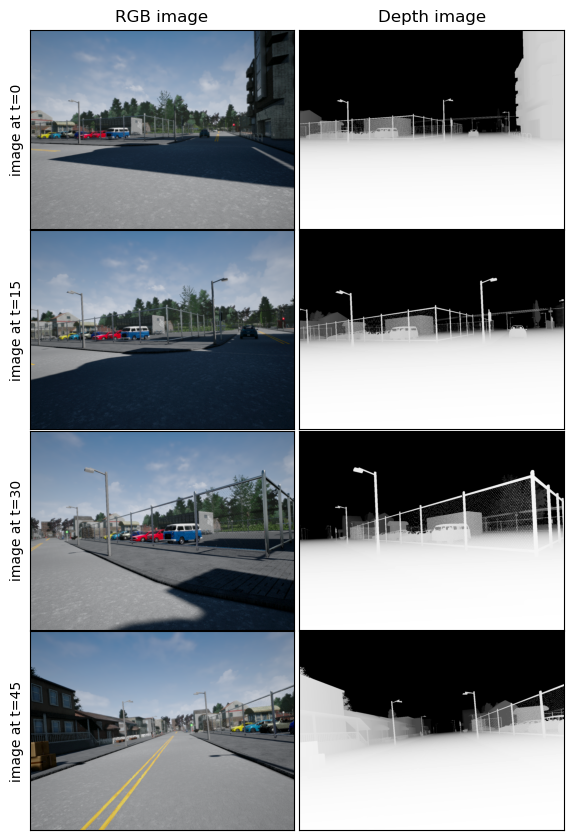 RGB image
Depth image
image at t=0
image at t=15
image at t=30
image at t=45